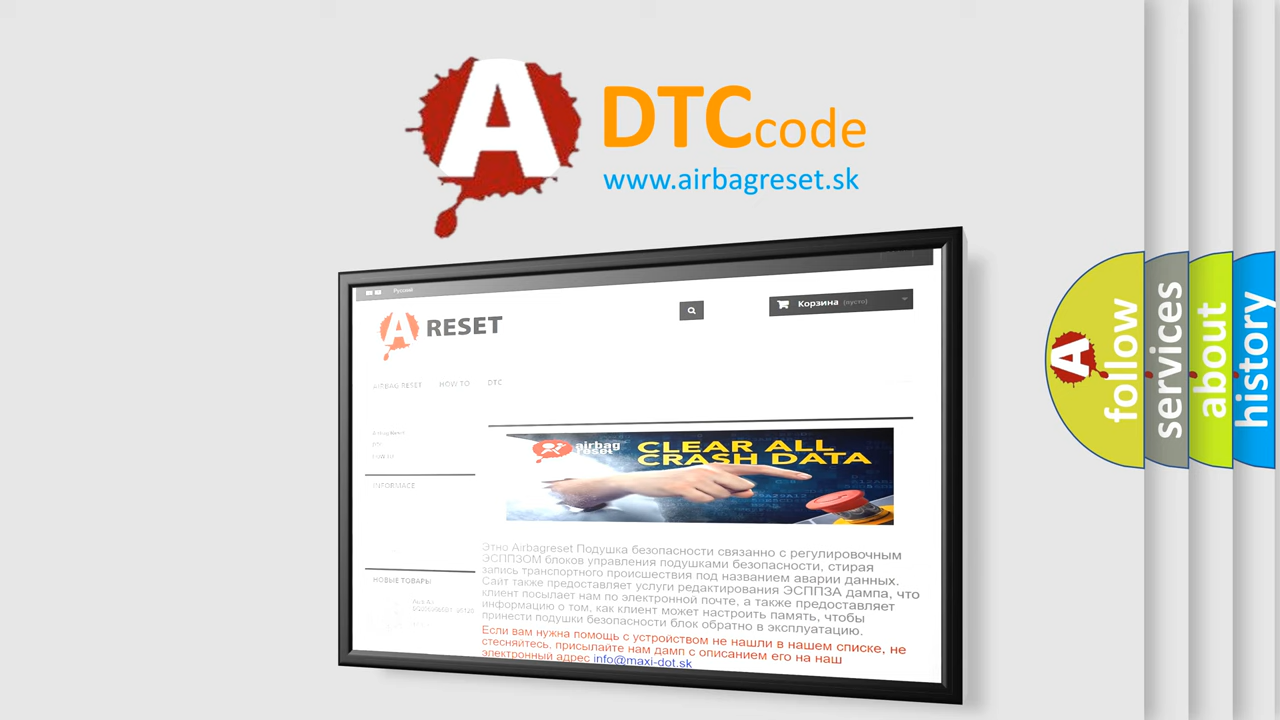 A DTC code
www.airbagreset.sk
Русский
A RESET
Корзина (пусто)
AIRBAG RESET HOW TO DTC
INFORMACE
airbag
reset
CLEAR ALL
CRASH DATA
Этно Airbagreset Подушка безопасности связанно с регулировочным
ЭСППЗОМ блоков управления подушками безопасности, стирая
запись транспортного происшествия под названием аварии данных.
Сайт также предоставляет услуги редактирования ЭСППЗА дампа, что
клиент посылает нам по электронной почте, а также предоставляет
информацию о том, как клиент может настроить память, чтобы
принести подушки безопасности блок обратно в эксплуатацию.
Если вам нужна помощь с устройством не нашли в нашем списке, не
стесняйтесь, присылайте нам дамп с описанием его на наш
электронный адрес info@maxi-dot.sk
НОВЫЕ ТОВАРЫ
A
follow
services
about
history